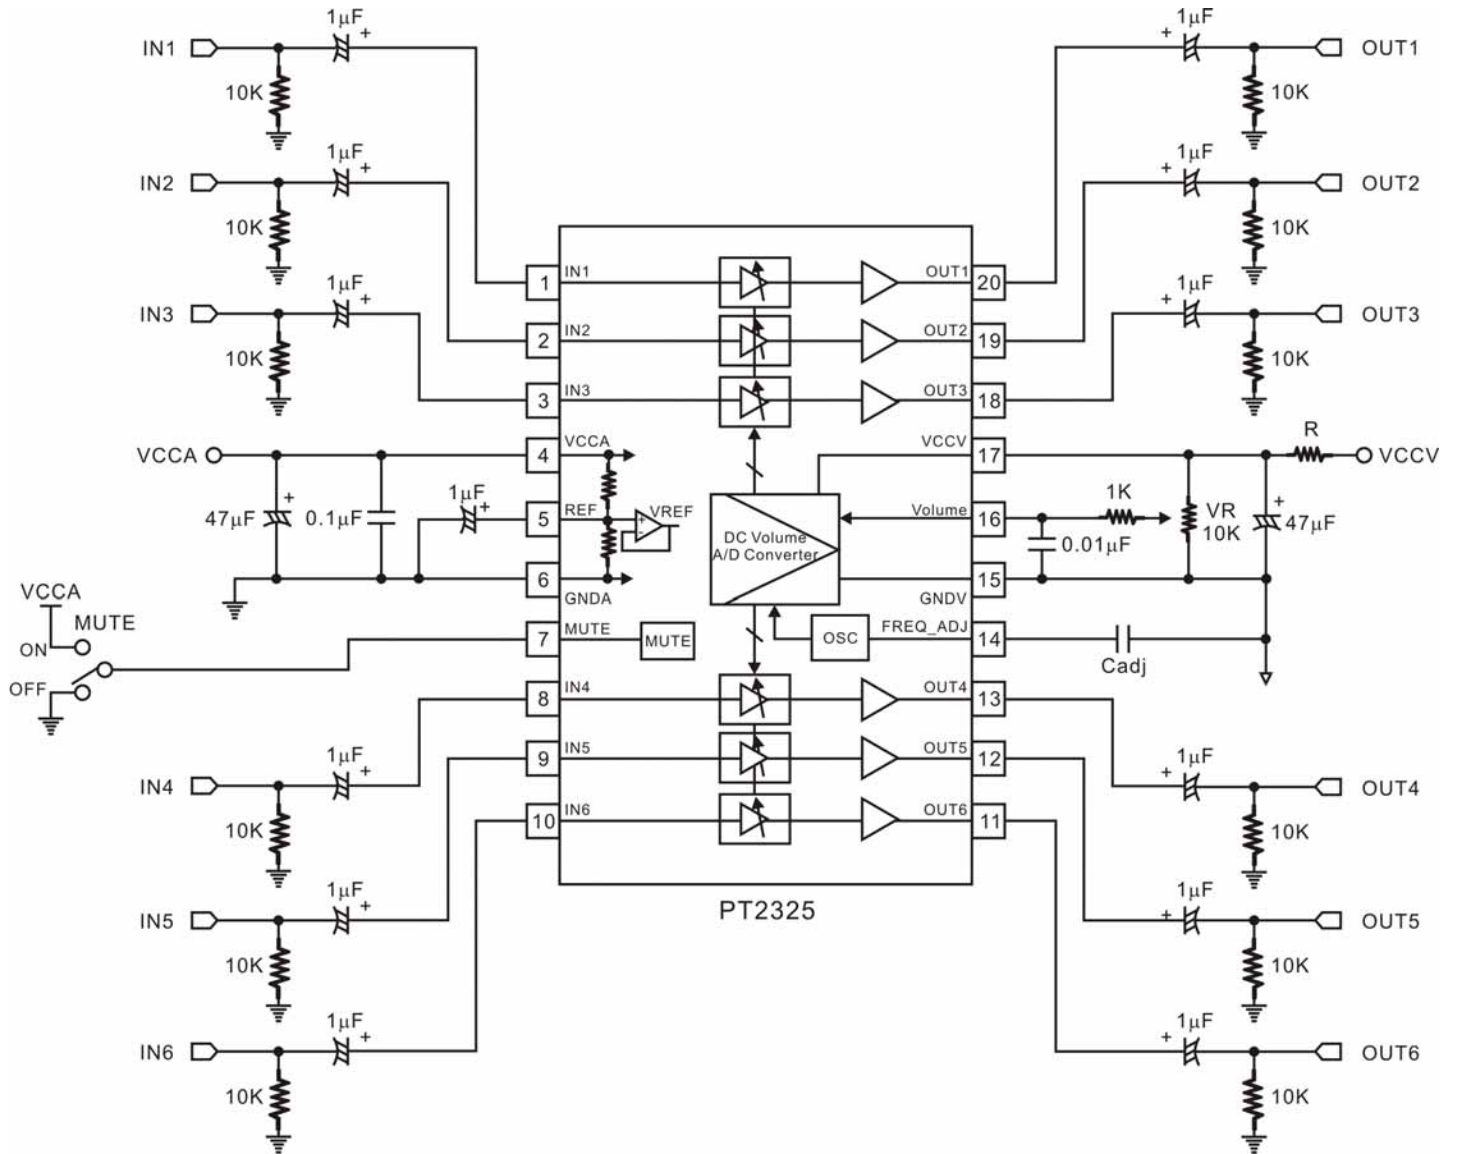 1μF
IN1
10K
1μF
IN2
10K
1μF
IN3
10K
1μF
OUT1
10K
1μF
OUT2
10K
1μF
OUT3
10K
1 IN1 OUT1 20
2 IN2 OUT2 19
3 IN3 OUT3 18
VCCA 4 VCCA VCCV 17 R VCCV
47μF + 0.1μF 1μF + 5 REF + - VREF
DC Volume
A/D Converter
Volume 16 1K VR
10K + 47μF
0.01μF
6 GNDA GNDV 15
VCCA
MUTE
ON
OFF
7 MUTE MUTE OSC FREQ_ADJ 14 Cadj
8 IN4 OUT4 13
9 IN5 OUT5 12
10 IN6 OUT6 11
PT2325
1μF
+
IN4
10K
1μF
+
IN5
10K
1μF
+
IN6
10K
1μF
+
OUT4
10K
1μF
+
OUT5
10K
1μF
+
OUT6
10K